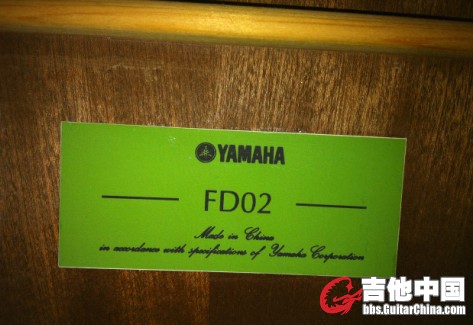 YAMAHA
FD02
Made in China
in accordance with specifications of Yamaha Corporation
吉他中国
bbs.GuitarChina.com